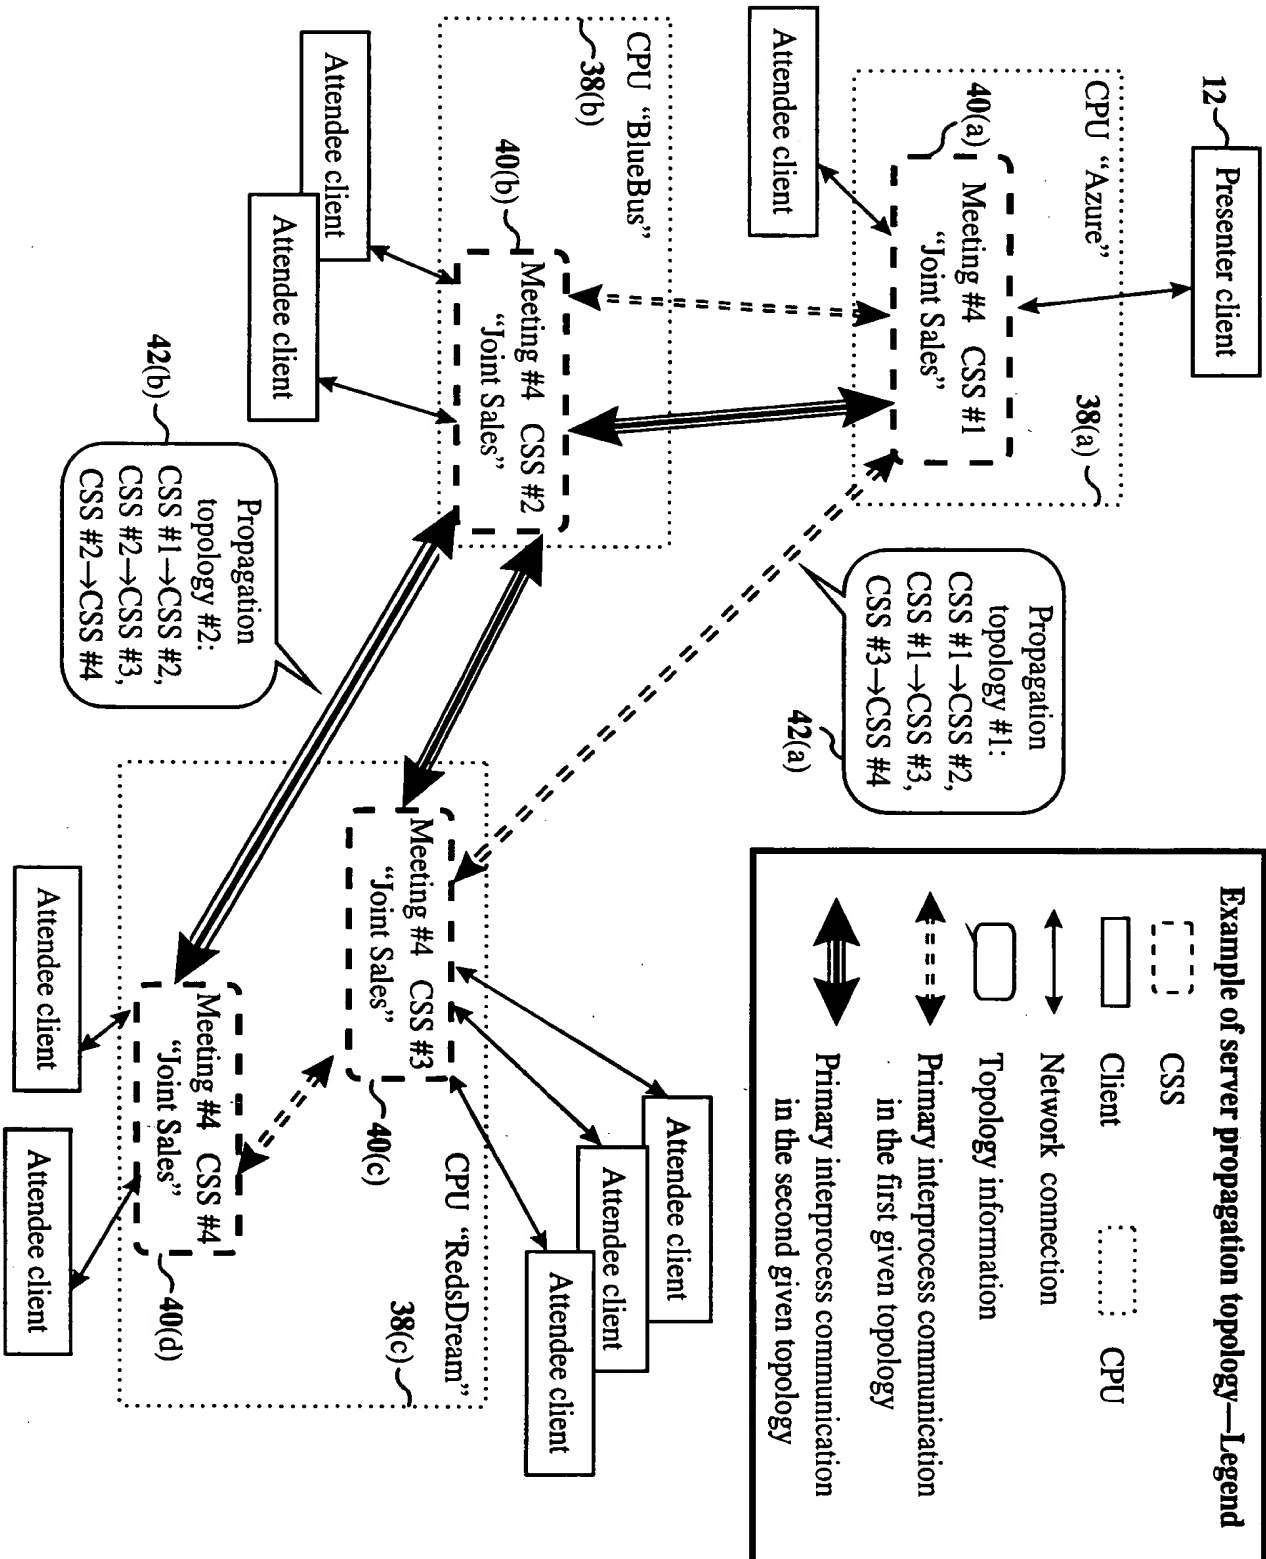 12
Presenter client
CPU "Azure"
38(a)
40(a)
Meeting #4 CSS #1
"Joint Sales"
Attendee client
Propagation
topology #1:
CSS #1→CSS #2,
CSS #1→CSS #3,
CSS #3→CSS #4
42(a)
CPU "BlueBus"
38(b)
40(b)
Meeting #4 CSS #2
"Joint Sales"
Attendee client
Attendee client
42(b)
Propagation
topology #2:
CSS #1→CSS #2,
CSS #2→CSS #3,
CSS #2→CSS #4
Example of server propagation topology—Legend
CSS
Client
CPU
Network connection
Topology information
Primary interprocess communication
in the first given topology
Primary interprocess communication
in the second given topology
Attendee client
Attendee client
Attendee client
CPU "RedsDream"
38(c)
Meeting #4 CSS #3
"Joint Sales"
40(c)
Meeting #4 CSS #4
"Joint Sales"
40(d)
Attendee client
Attendee client